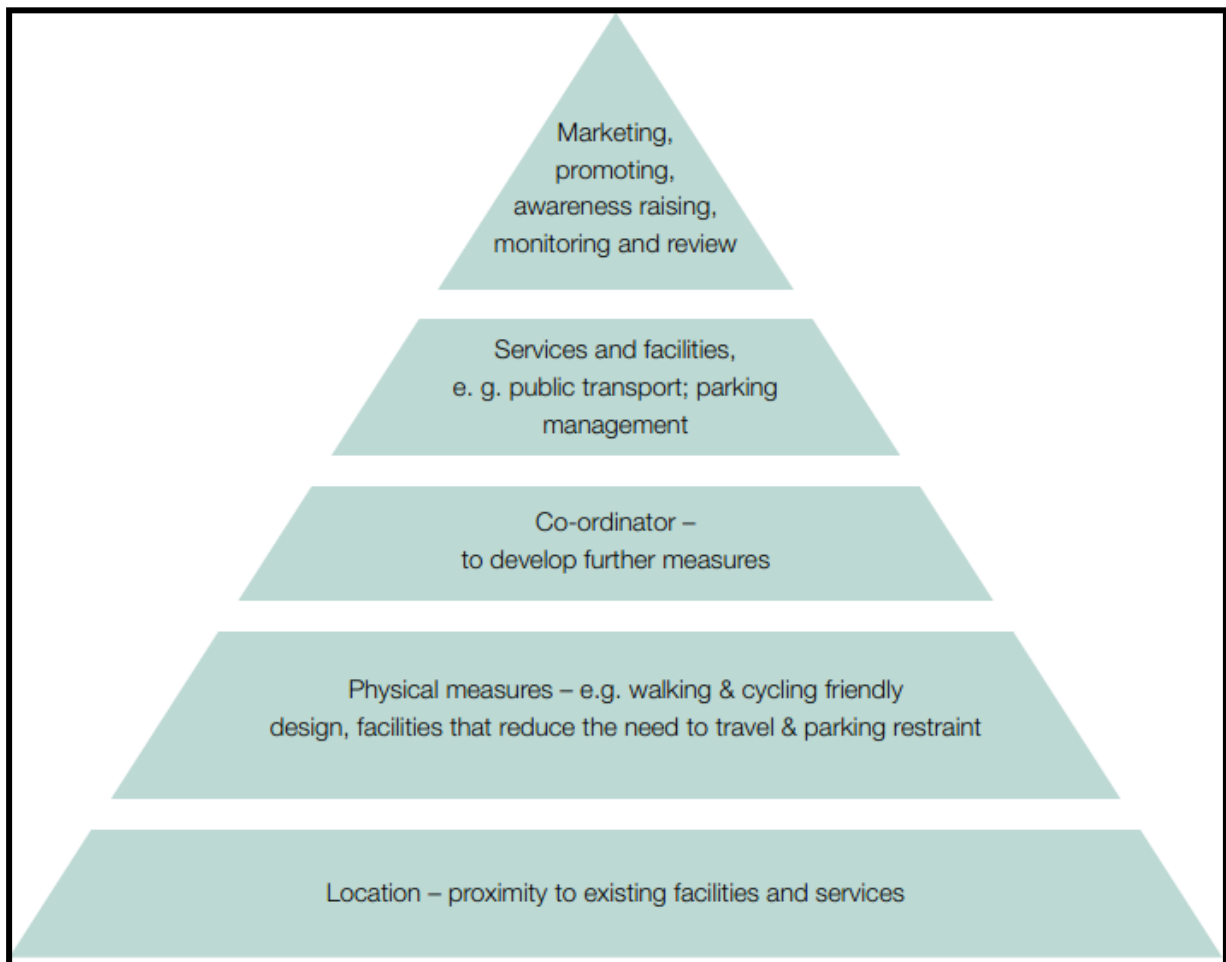 Marketing,
promoting,
awareness raising,
monitoring and review
Services and facilities,
e. g. public transport; parking
management
Co-ordinator –
to develop further measures
Physical measures – e.g. walking & cycling friendly
design, facilities that reduce the need to travel & parking restraint
Location – proximity to existing facilities and services